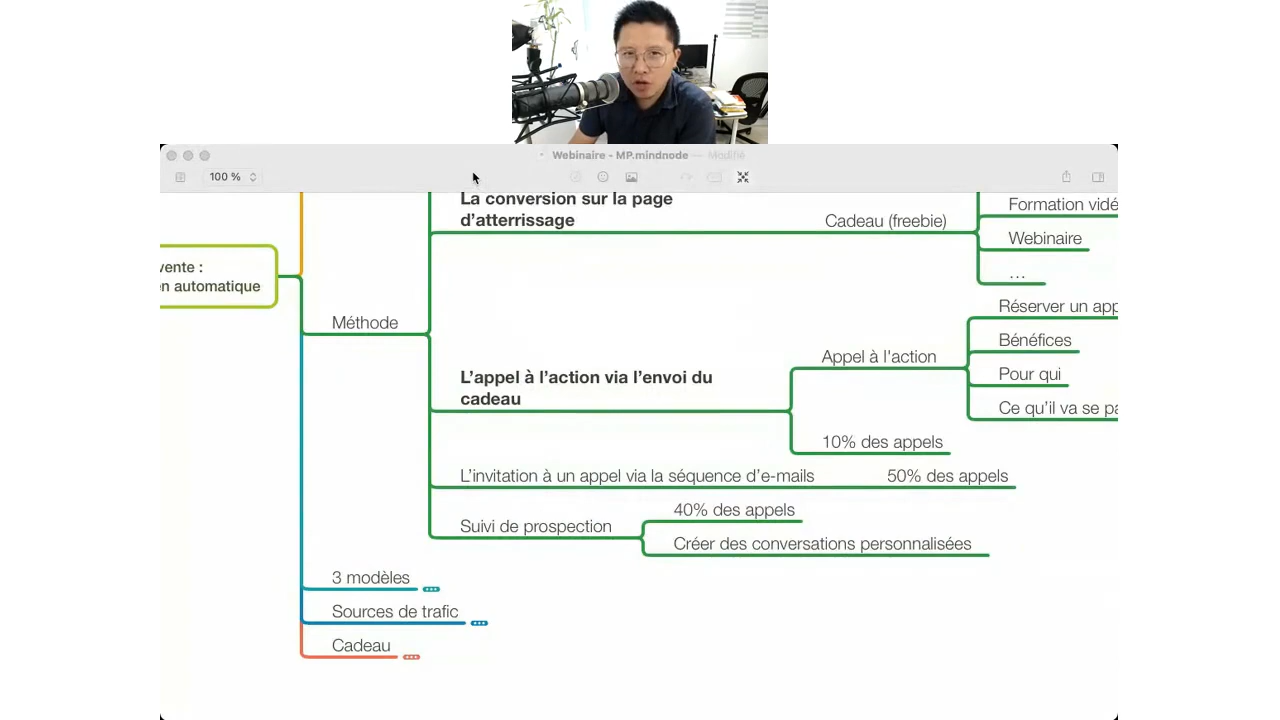 Webinaire - MP.mindnode — Modifié
100 %
La conversion sur la page
d’atterrissage
Cadeau (freebie)
Formation vidé
Webinaire
...
vente :
en automatique
Méthode
L’appel à l’action via l’envoi du
cadeau
Appel à l'action
Réserver un app
Bénéfices
Pour qui
Ce qu’il va se pa
10% des appels
L’invitation à un appel via la séquence d’e-mails
50% des appels
Suivi de prospection
40% des appels
Créer des conversations personnalisées
3 modèles
Sources de trafic
Cadeau